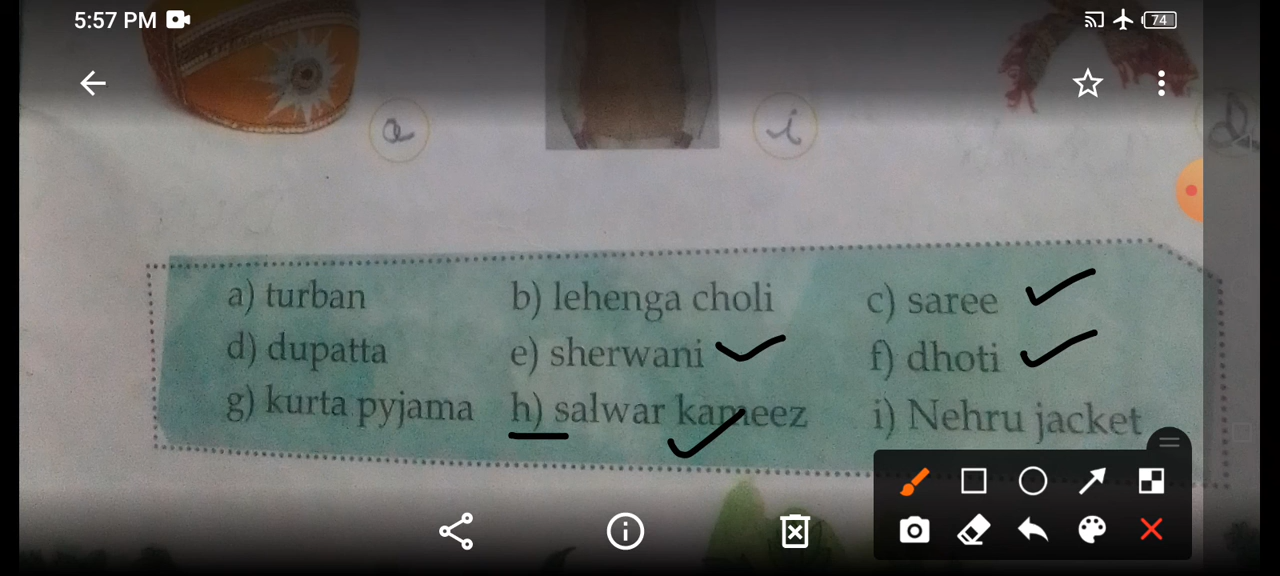 5:57 PM 74
a i d
a) turban b) lehenga choli c) saree
d) dupatta e) sherwani f) dhoti
g) kurta pyjama h) salwar kameez i) Nehru jacket